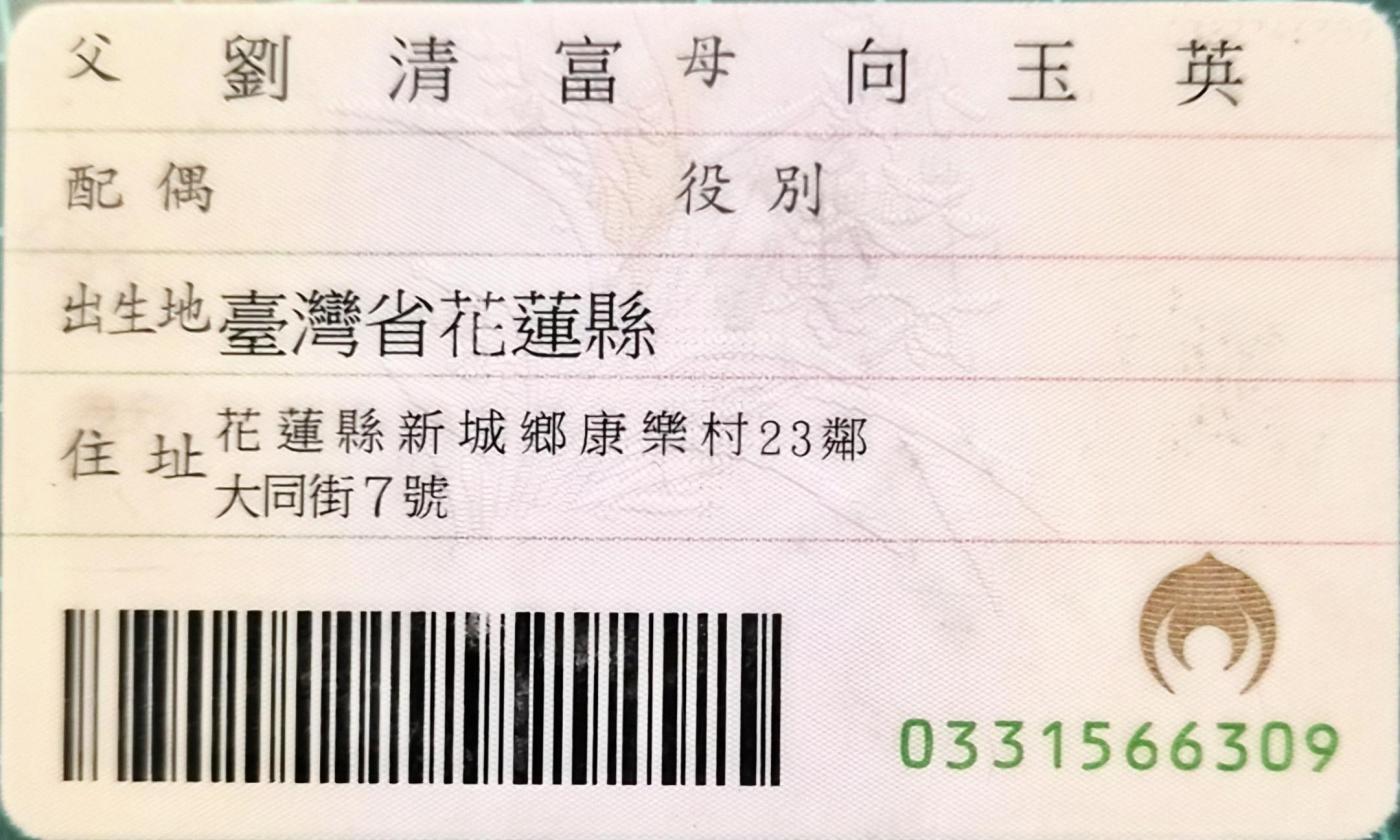 父 劉清富 母 向玉英
配偶 役別
出生地 臺灣省花蓮縣
住址 花蓮縣新城鄉康樂村23鄰
大同街7號
0331566309